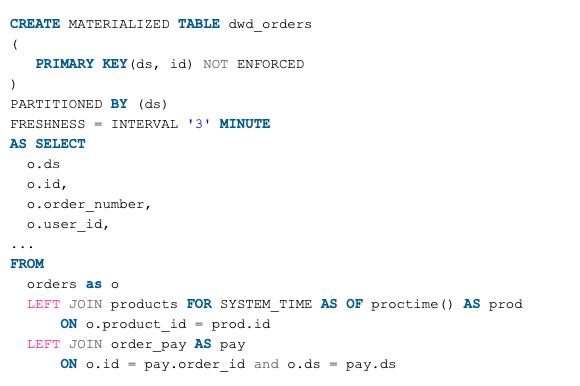 CREATE MATERIALIZED TABLE dwd_orders
(
   PRIMARY KEY(ds, id) NOT ENFORCED
)
PARTITIONED BY (ds)
FRESHNESS = INTERVAL '3' MINUTE
AS SELECT
  o.ds
  o.id,
  o.order_number,
  o.user_id,
...
FROM
  orders as o
  LEFT JOIN products FOR SYSTEM_TIME AS OF proctime() AS prod
      ON o.product_id = prod.id
  LEFT JOIN order_pay AS pay
      ON o.id = pay.order_id and o.ds = pay.ds